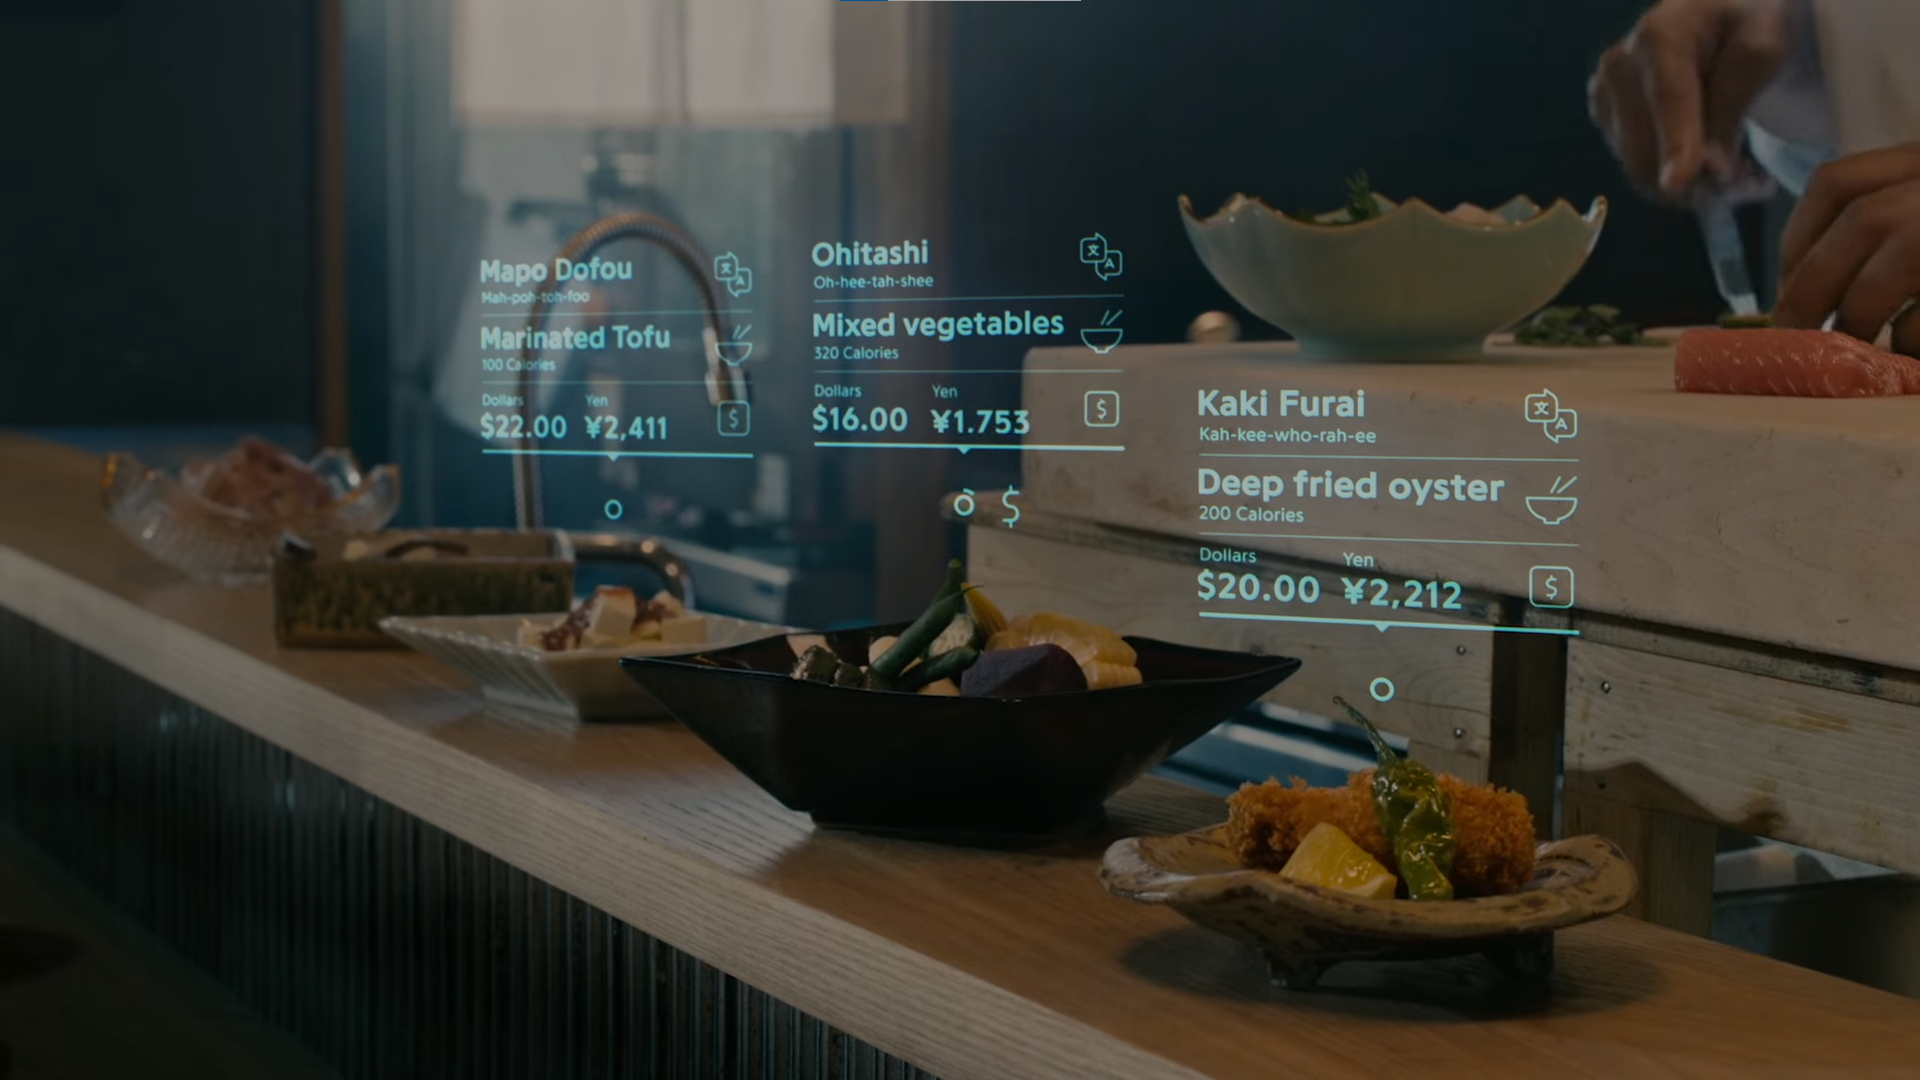 Mapo Dofou
Mah-poh-toh-foo
Marinated Tofu
100 Calories
Dollars Yen
$22.00 ¥2,411
$
Ohitashi
Oh-hee-tah-shee
Mixed vegetables
320 Calories
Dollars Yen
$16.00 ¥1.753
$
$
Kaki Furai
Kah-kee-who-rah-ee
Deep fried oyster
200 Calories
Dollars Yen
$20.00 ¥2,212
$